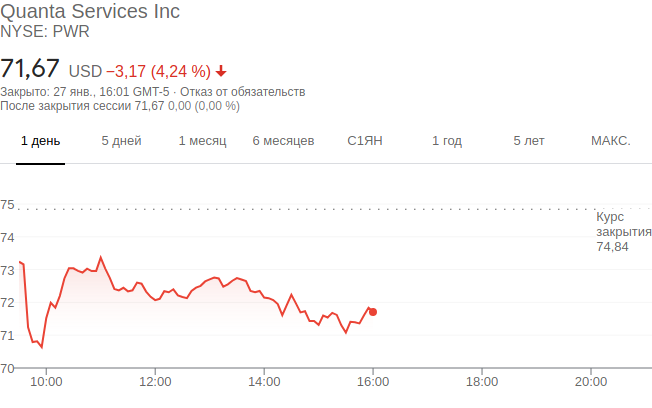 Quanta Services Inc
NYSE: PWR
71,67 USD −3,17 (4,24 %)
Закрыто: 27 янв., 16:01 GMT-5 · Отказ от обязательств
После закрытия сессии 71,67 0,00 (0,00 %)
1 день 5 дней 1 месяц 6 месяцев С1ЯН 1 год 5 лет МАКС.
75
Курс
закрытия
74,84
74
73
72
71
70
10:00 12:00 14:00 16:00 18:00 20:00